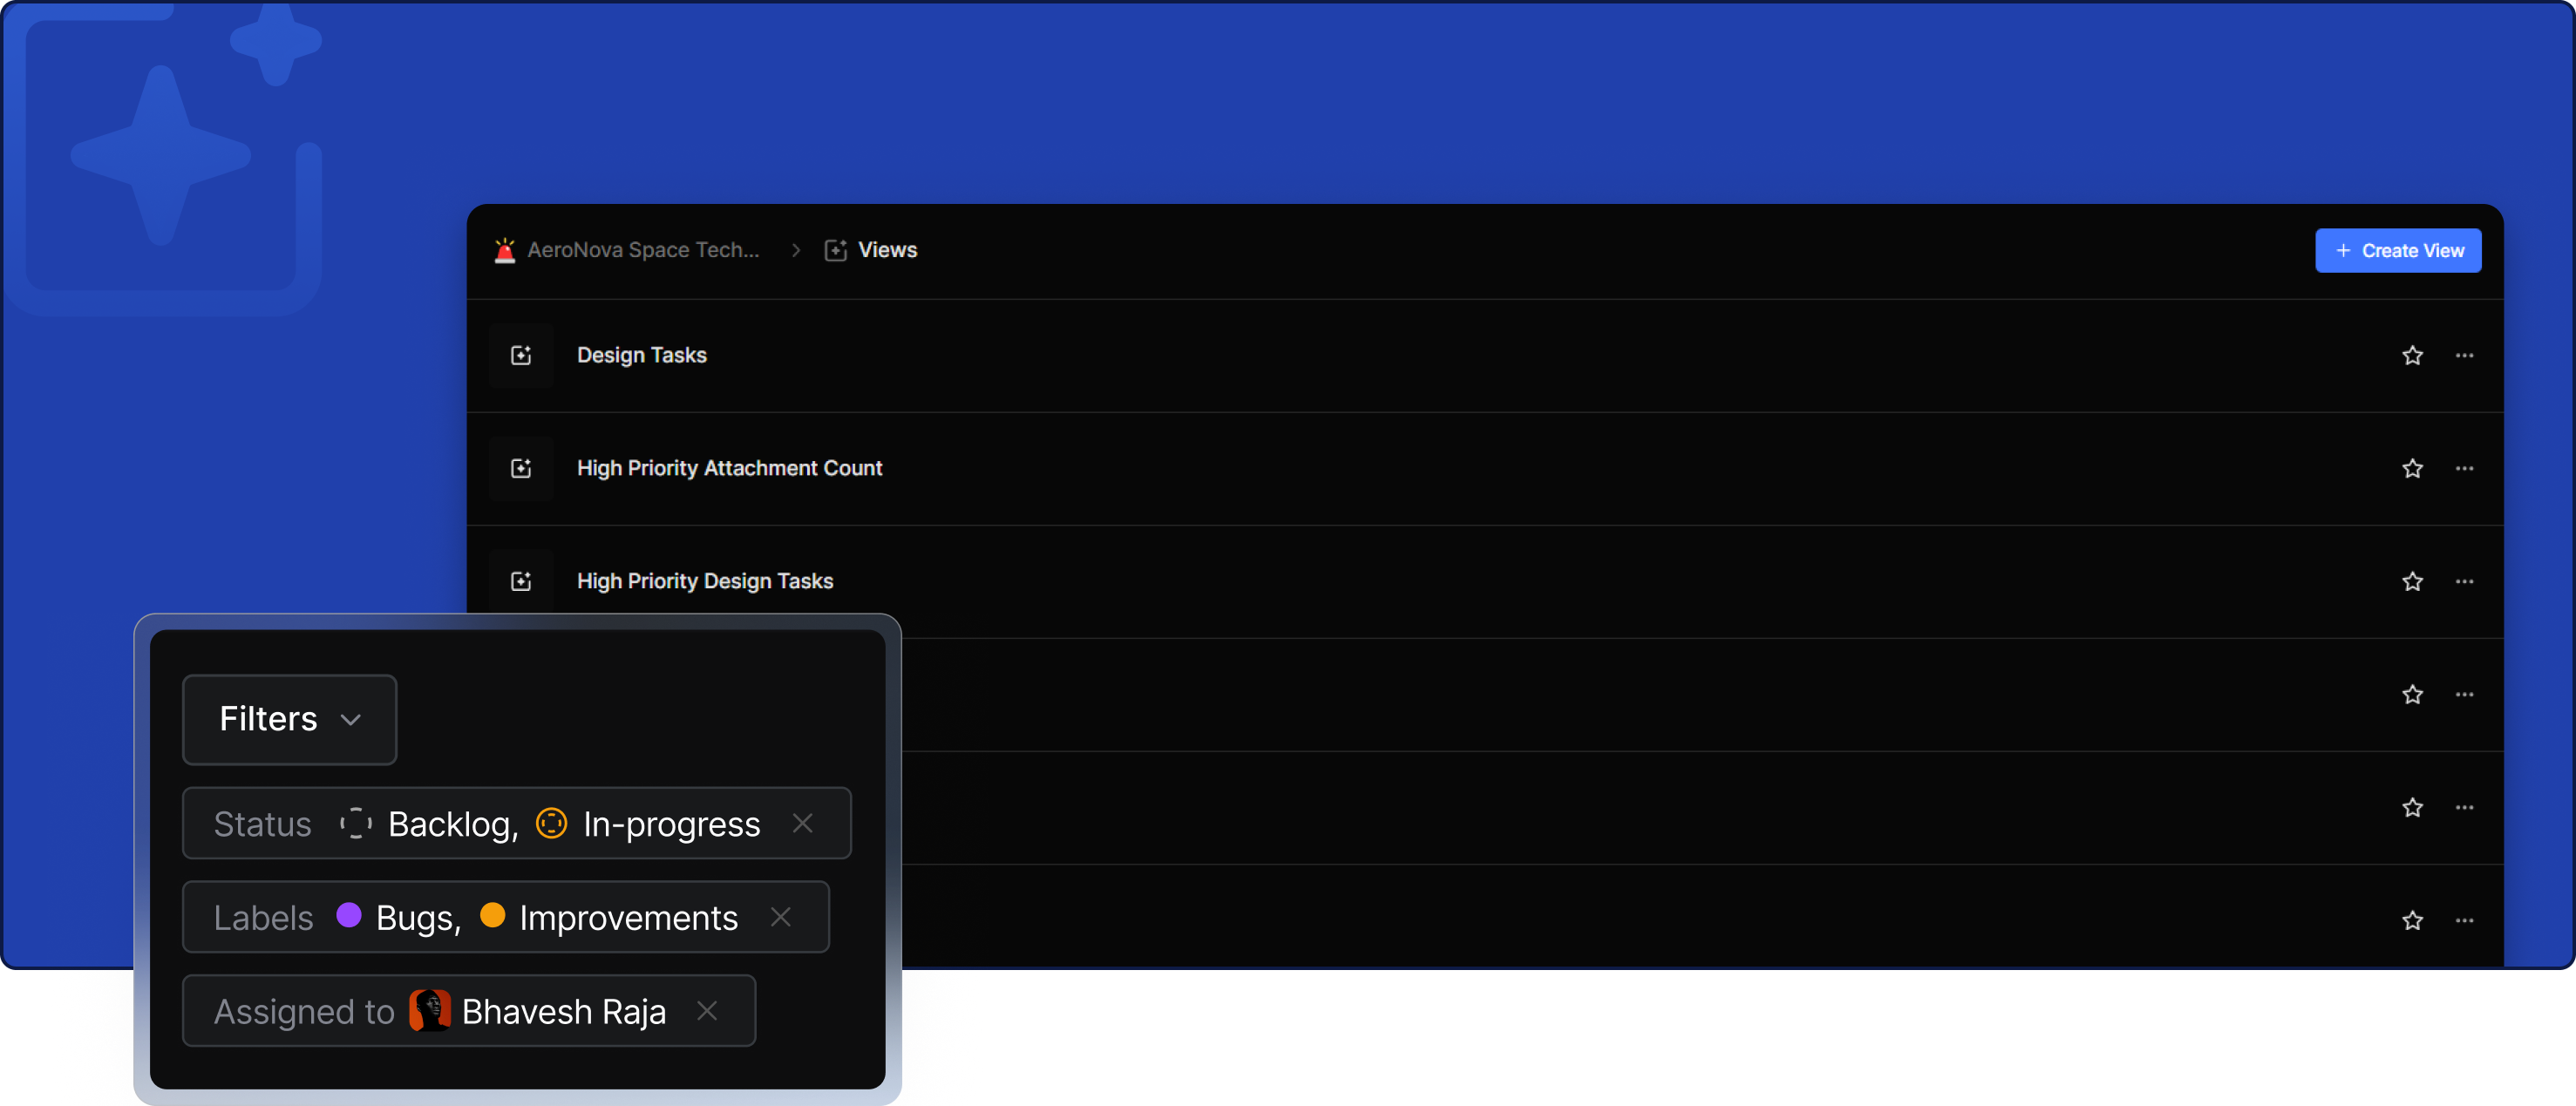 AeroNova Space Tech... Views
+ Create View
Design Tasks
High Priority Attachment Count
High Priority Design Tasks
Filters
Status Backlog, In-progress
Labels Bugs, Improvements
Assigned to Bhavesh Raja